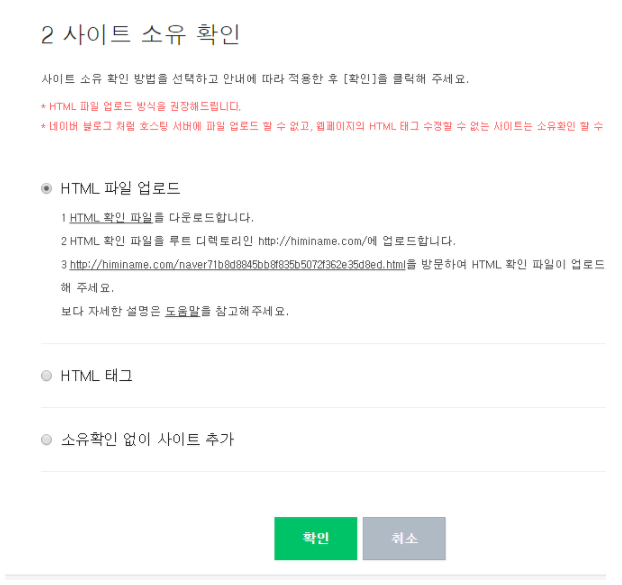 2 사이트 소유 확인
사이트 소유 확인 방법을 선택하고 안내에 따라 적용한 후 [확인]을 클릭해 주세요.
* HTML 파일 업로드 방식을 권장해드립니다.
* 네이버 블로그 처럼 호스팅 서버에 파일 업로드 할 수 없고, 웹페이지의 HTML 태그 수정할 수 없는 사이트는 소유확인 할 수
HTML 파일 업로드
1 HTML 확인 파일을 다운로드합니다.
2 HTML 확인 파일을 루트 디렉토리인 http://himiname.com/에 업로드합니다.
3 http://himiname.com/naver71b8d8845bb8f835b5072f362e35d8ed.html을 방문하여 HTML 확인 파일이 업로드
해 주세요.
보다 자세한 설명은 도움말을 참고해주세요.
HTML 태그
소유확인 없이 사이트 추가
확인 취소